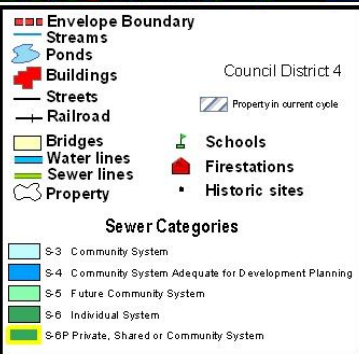 Envelope Boundary
Streams
Ponds
Buildings
Streets
Railroad
Bridges
Water lines
Sewer lines
Property
Council District 4
Property in current cycle
Schools
Firestations
Historic sites
Sewer Categories
S-3 Community System
S-4 Community System Adequate for Development Planning
S-5 Future Community System
S-6 Individual System
S-6P Private, Shared or Community System